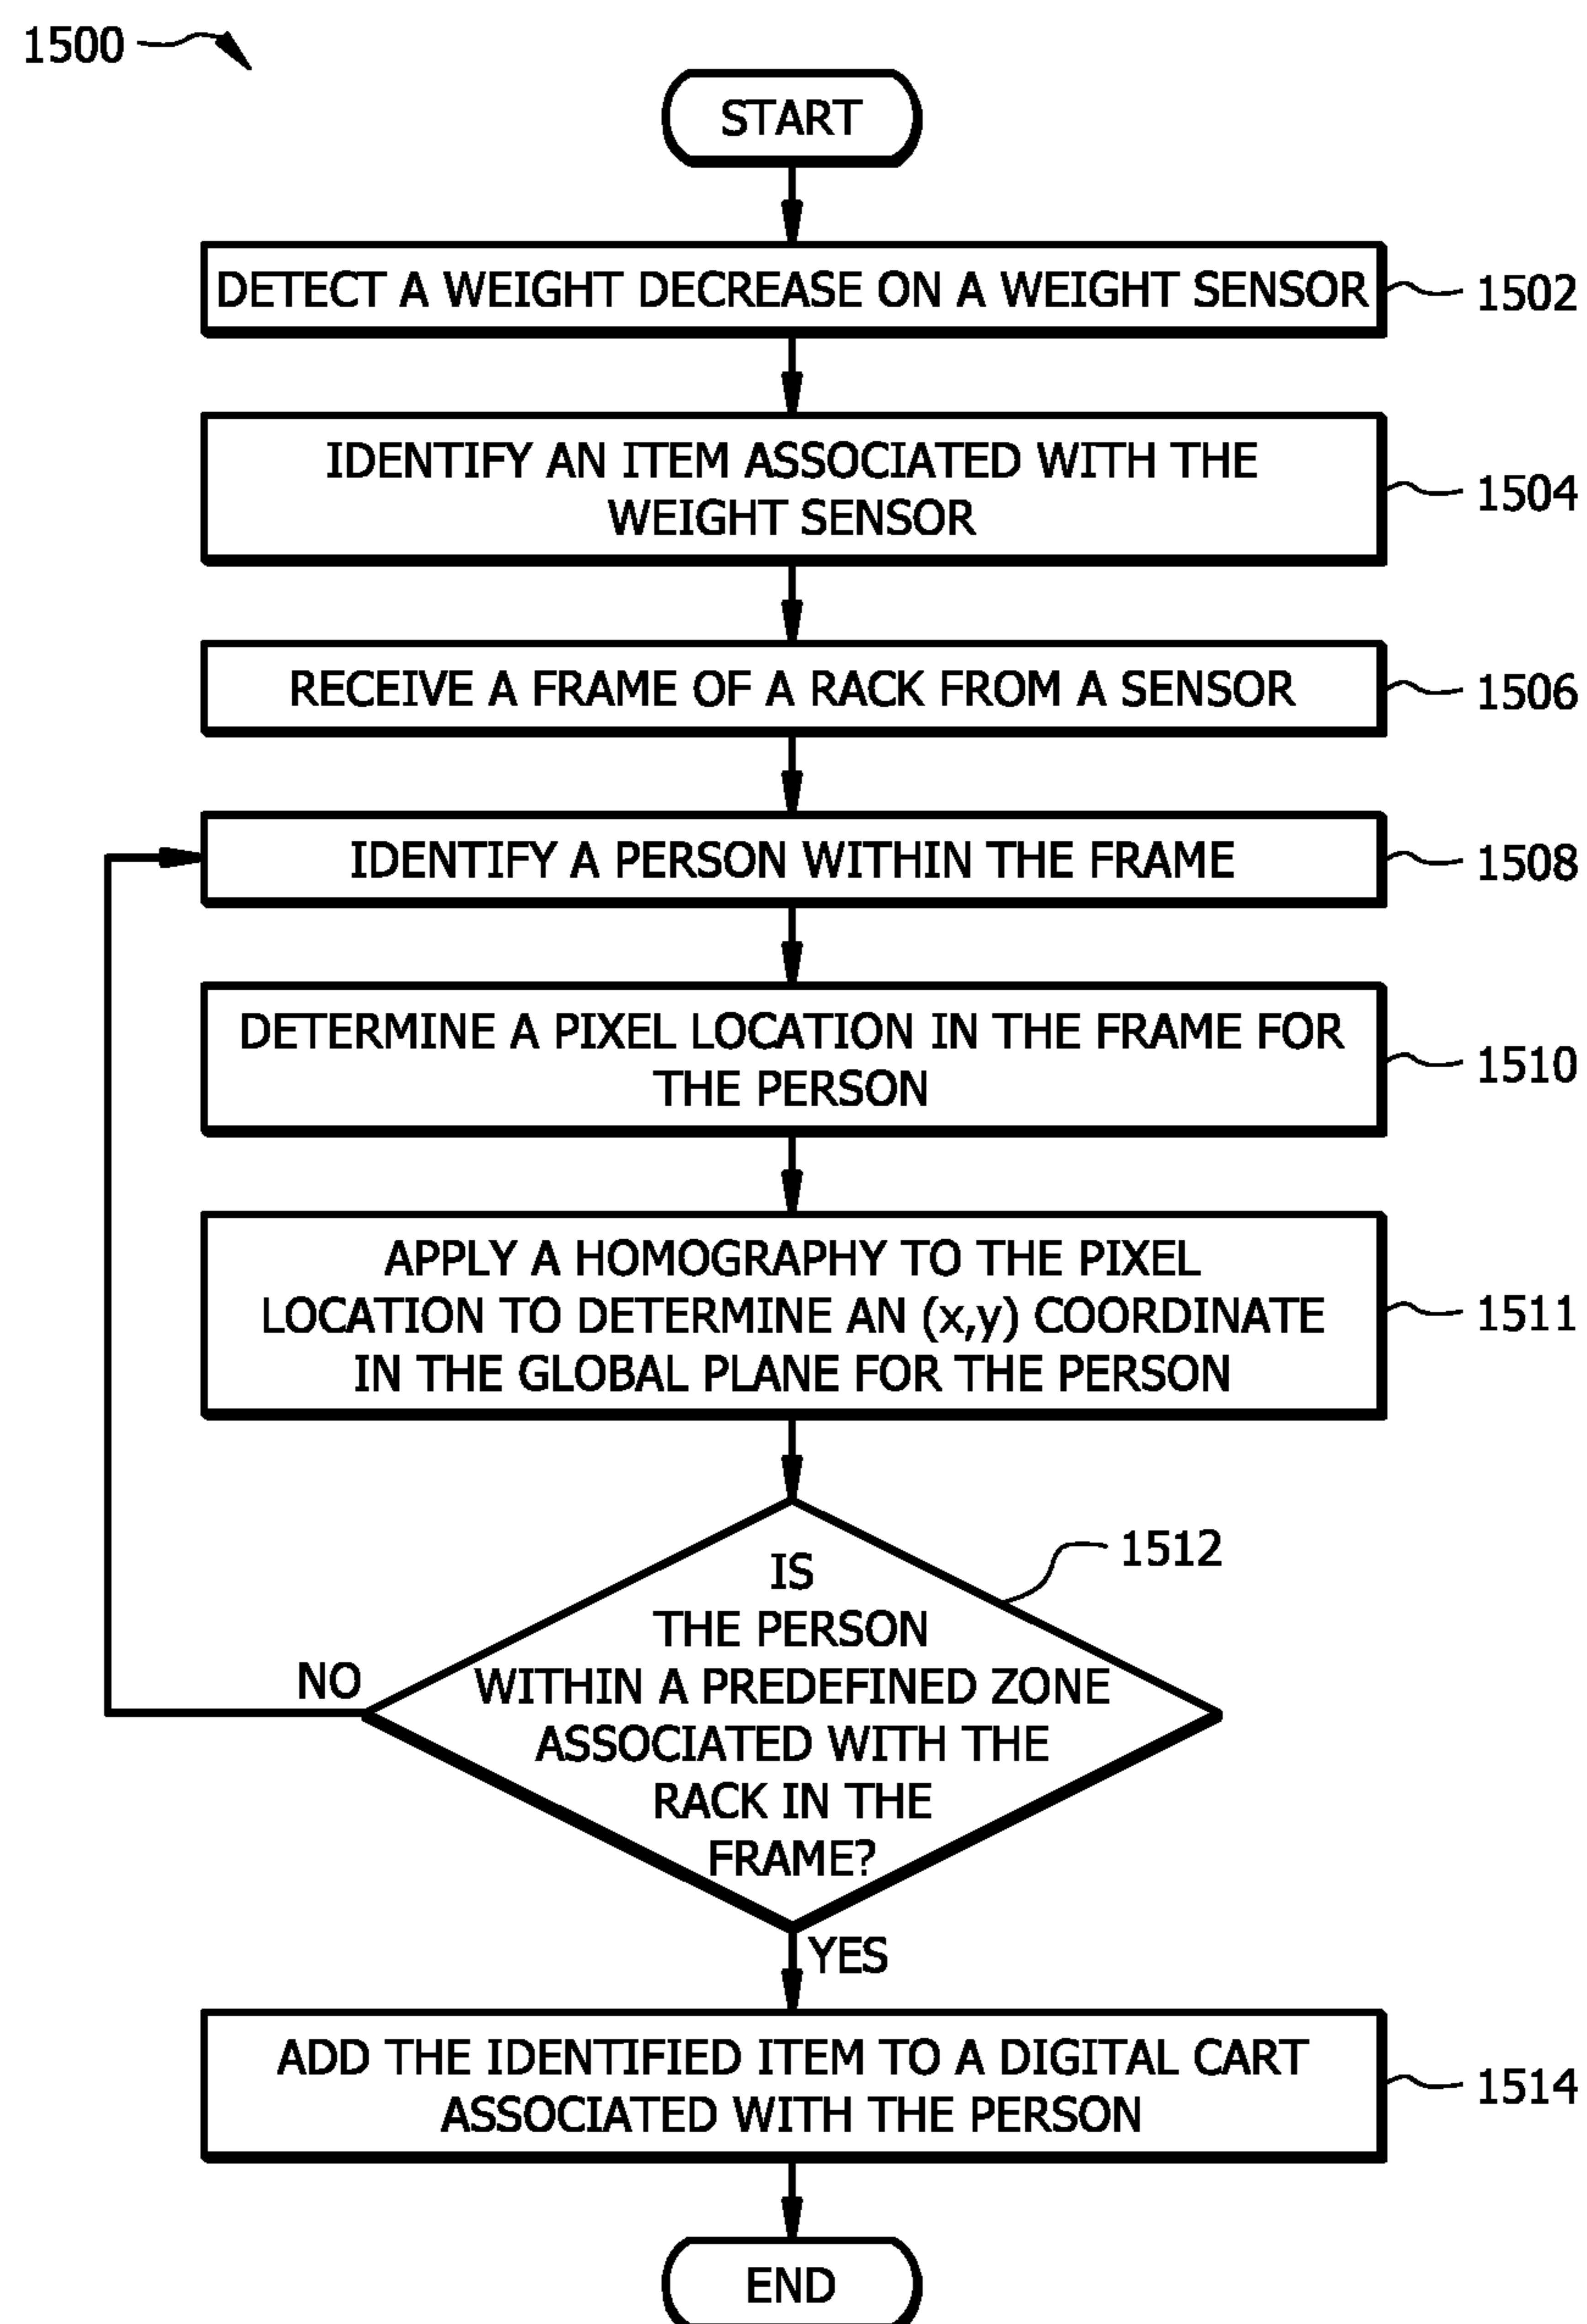 1500
START
DETECT A WEIGHT DECREASE ON A WEIGHT SENSOR
1502
IDENTIFY AN ITEM ASSOCIATED WITH THE
WEIGHT SENSOR
1504
RECEIVE A FRAME OF A RACK FROM A SENSOR
1506
IDENTIFY A PERSON WITHIN THE FRAME
1508
DETERMINE A PIXEL LOCATION IN THE FRAME FOR
THE PERSON
1510
APPLY A HOMOGRAPHY TO THE PIXEL
LOCATION TO DETERMINE AN (x,y) COORDINATE
IN THE GLOBAL PLANE FOR THE PERSON
1511
IS
THE PERSON
WITHIN A PREDEFINED ZONE
ASSOCIATED WITH THE
RACK IN THE
FRAME?
1512
NO
YES
ADD THE IDENTIFIED ITEM TO A DIGITAL CART
ASSOCIATED WITH THE PERSON
1514
END